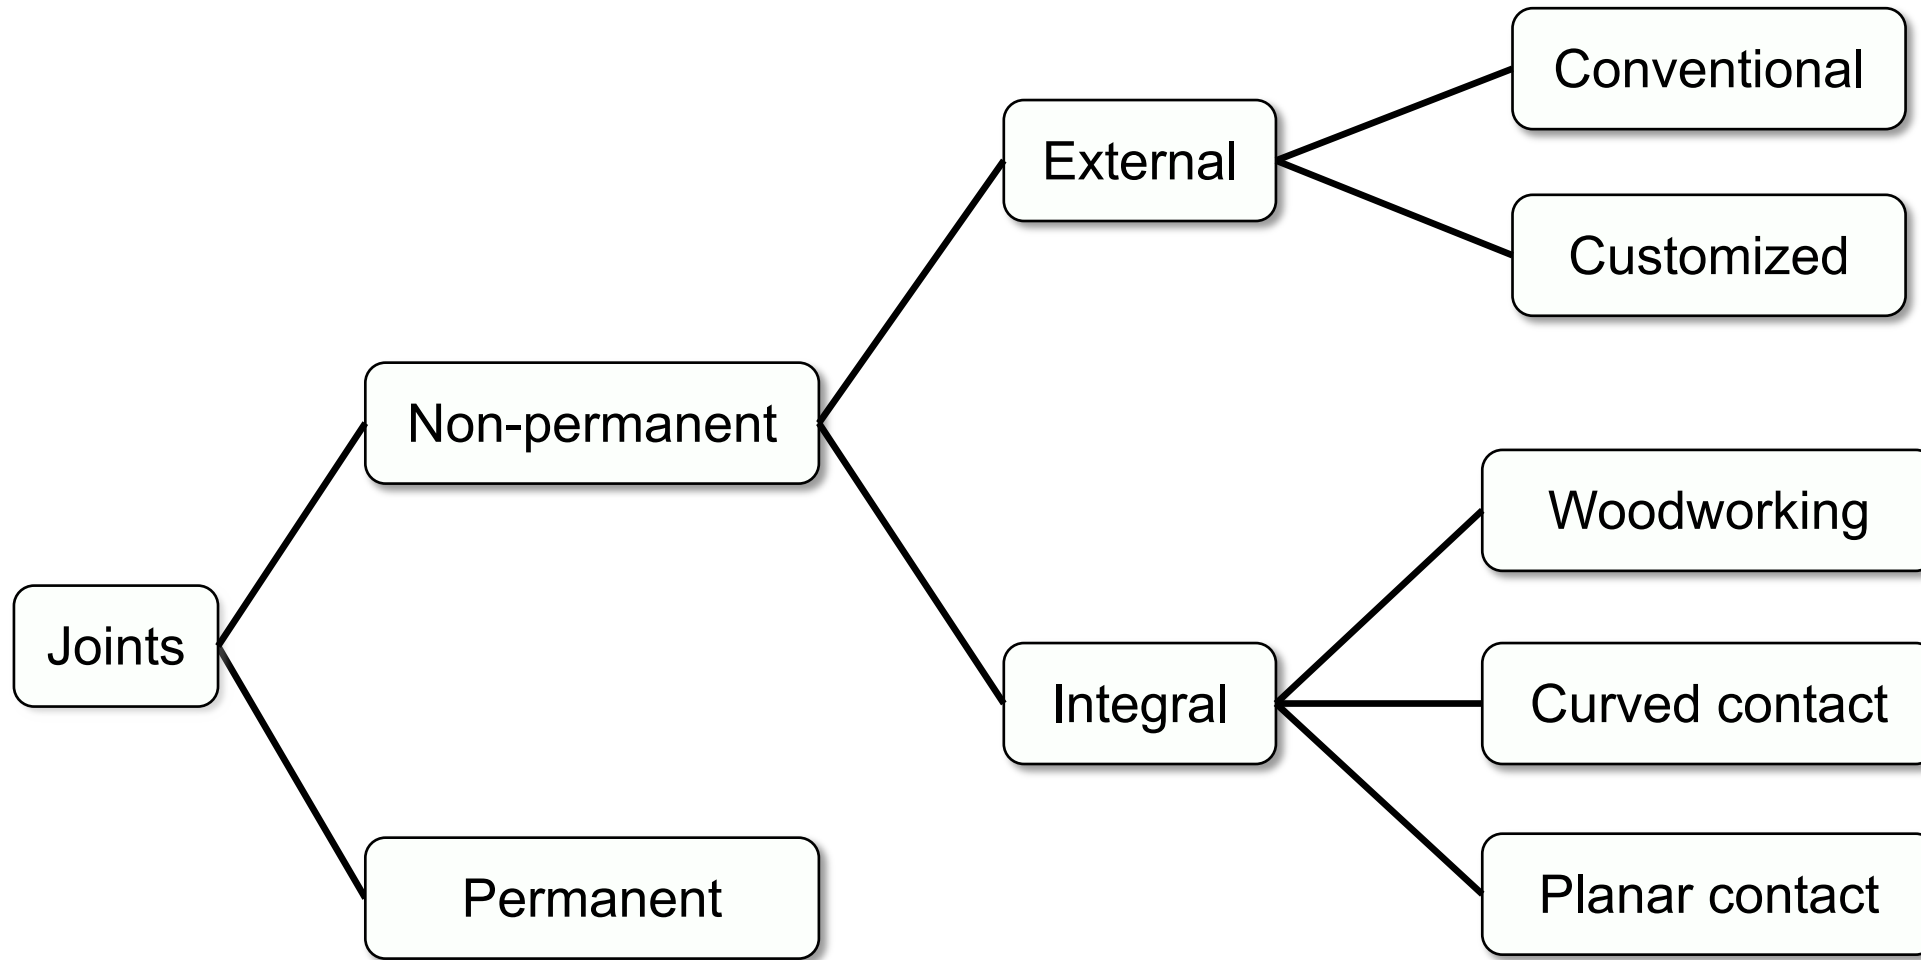 Conventional
External
Customized
Non-permanent
Woodworking
Joints
Integral
Curved contact
Permanent
Planar contact